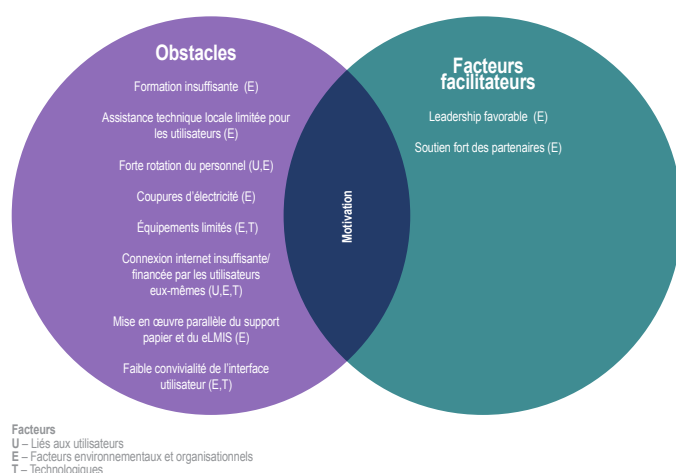 Obstacles
Formation insuffisante (E)
Assistance technique locale limitée pour
les utilisateurs (E)
Forte rotation du personnel (U,E)
Coupures d’électricité (E)
Équipements limités (E,T)
Connexion internet insuffisante/
financée par les utilisateurs
eux-mêmes (U,E,T)
Mise en œuvre parallèle du support
papier et du eLMIS (E)
Faible convivialité de l’interface
utilisateur (E,T)
Motivation
Facteurs
facilitateurs
Leadership favorable (E)
Soutien fort des partenaires (E)
Facteurs
U – Liés aux utilisateurs
E – Facteurs environnementaux et organisationnels
T – Technologiques